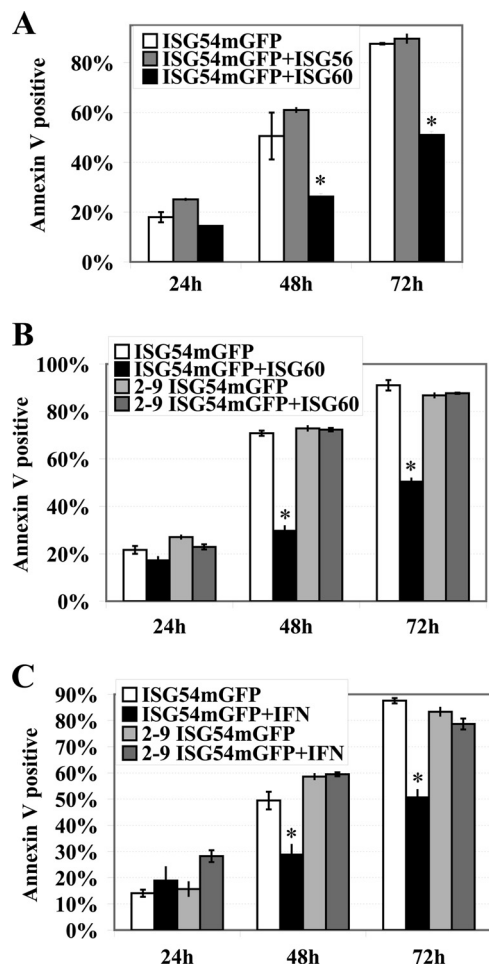 A
ISG54mGFP
ISG54mGFP+ISG56
ISG54mGFP+ISG60
Annexin V positive
80%
60%
40%
20%
0%
*
*
24h
48h
72h
B
ISG54mGFP
ISG54mGFP+ISG60
2-9 ISG54mGFP
2-9 ISG54mGFP+ISG60
Annexin V positive
100%
80%
60%
40%
20%
0%
*
*
24h
48h
72h
C
ISG54mGFP
ISG54mGFP+IFN
2-9 ISG54mGFP
2-9 ISG54mGFP+IFN
Annexin V positive
90%
80%
70%
60%
50%
40%
30%
20%
10%
0%
*
*
24h
48h
72h